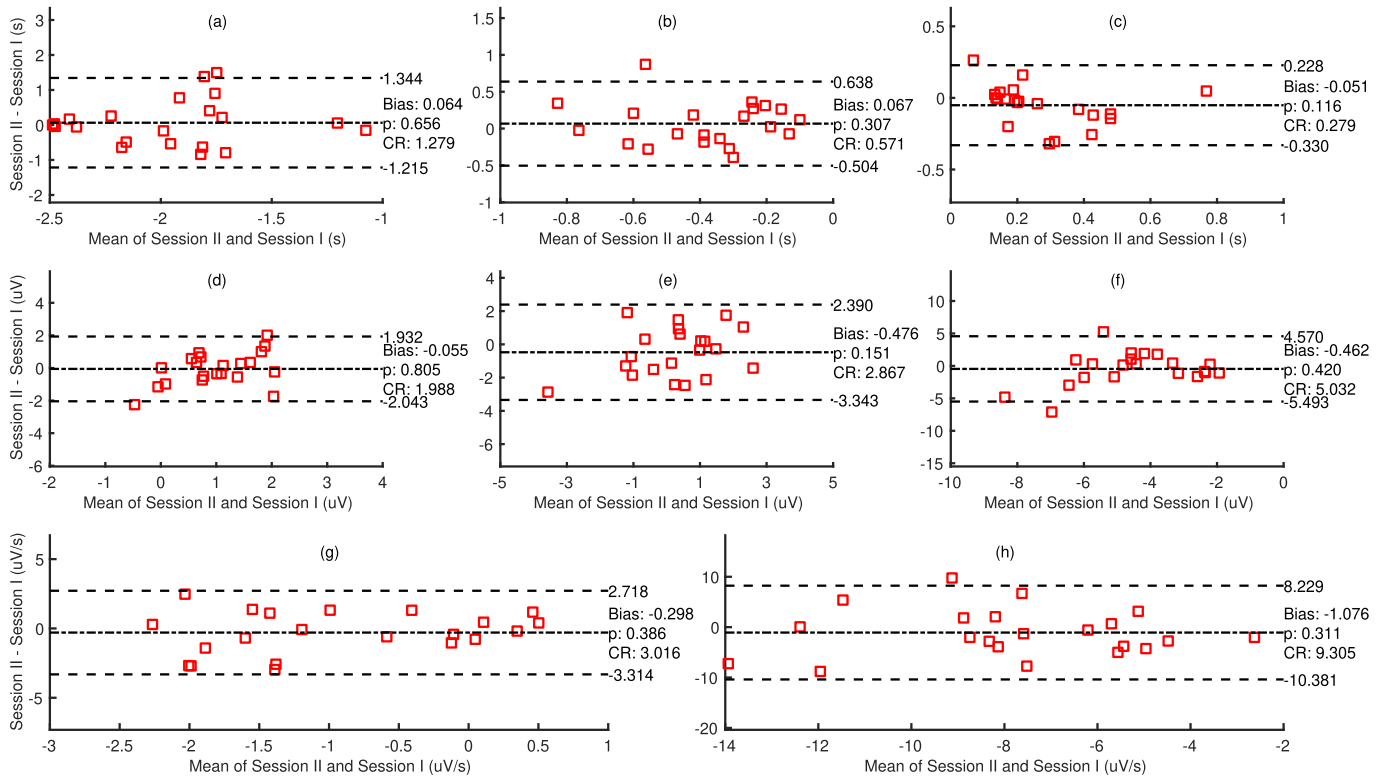 (a)
Session II - Session I (s)
3
2
1
0
-1
-2
1.344
Bias: 0.064
p: 0.656
CR: 1.279
-1.215
-2.5
-2
-1.5
-1
Mean of Session II and Session I (s)
(b)
1.5
1
0.5
0
-0.5
-1
0.638
Bias: 0.067
p: 0.307
CR: 0.571
-0.504
-1
-0.8
-0.6
-0.4
-0.2
0
Mean of Session II and Session I (s)
(c)
0.5
0
-0.5
0.228
Bias: -0.051
p: 0.116
CR: 0.279
-0.330
0
0.2
0.4
0.6
0.8
1
Mean of Session II and Session I (s)
(d)
Session II - Session I (uV)
4
2
0
-2
-4
-6
1.932
Bias: -0.055
p: 0.805
CR: 1.988
-2.043
-2
0
1
2
3
4
Mean of Session II and Session I (uV)
(e)
4
2
0
-2
-4
-6
2.390
Bias: -0.476
p: 0.151
CR: 2.867
-3.343
-5
-3
-1
1
3
5
Mean of Session II and Session I (uV)
(f)
10
5
0
-5
-10
-15
4.570
Bias: -0.462
p: 0.420
CR: 5.032
-5.493
-10
-8
-6
-4
-2
0
Mean of Session II and Session I (uV)
(g)
Session II - Session I (uV/s)
5
0
-5
2.718
Bias: -0.298
p: 0.386
CR: 3.016
-3.314
-3
-2.5
-2
-1.5
-1
-0.5
0
0.5
1
Mean of Session II and Session I (uV/s)
(h)
10
0
-10
-20
8.229
Bias: -1.076
p: 0.311
CR: 9.305
-10.381
-14
-12
-10
-8
-6
-4
-2
Mean of Session II and Session I (uV/s)